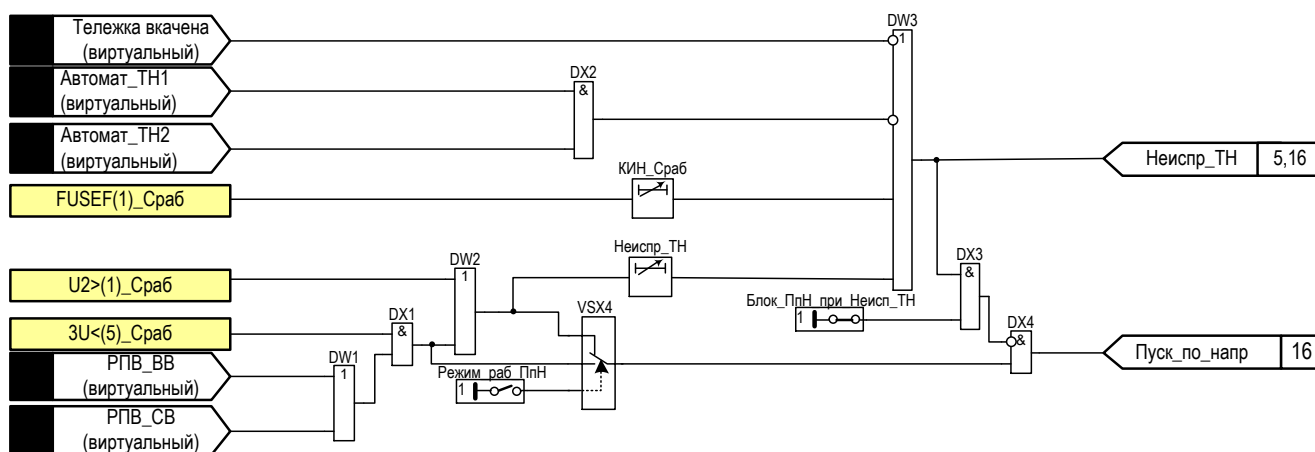 Тележка вкачена
(виртуальный)
DW3
1
Автомат_ТН1
(виртуальный)
DX2
&
Автомат_ТН2
(виртуальный)
Неиспр_ТН 5,16
КИН_Сраб
FUSEF(1)_Сраб
Неиспр_ТН
DW2
1
DX3
&
U2>(1)_Сраб
Блок_ПпН_при_Неисп_ТН
1
VSX4
DX1
&
DX4
&
3U<(5)_Сраб
Пуск_по_напр 16
DW1
1
РПВ_ВВ
(виртуальный)
Режим_раб_ПпН
1
РПВ_СВ
(виртуальный)